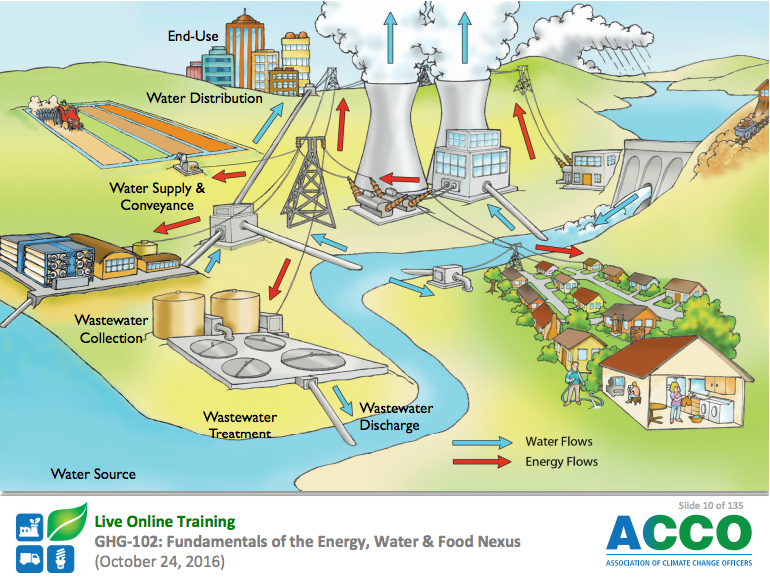 End-Use
Water Distribution
Water Supply &
Conveyance
Wastewater
Collection
Wastewater
Treatment
Wastewater
Discharge
Water Source
Water Flows
Energy Flows
Slide 10 of 135
Live Online Training
GHG-102: Fundamentals of the Energy, Water & Food Nexus
(October 24, 2016)
ACCO
ASSOCIATION OF CLIMATE CHANGE OFFICERS